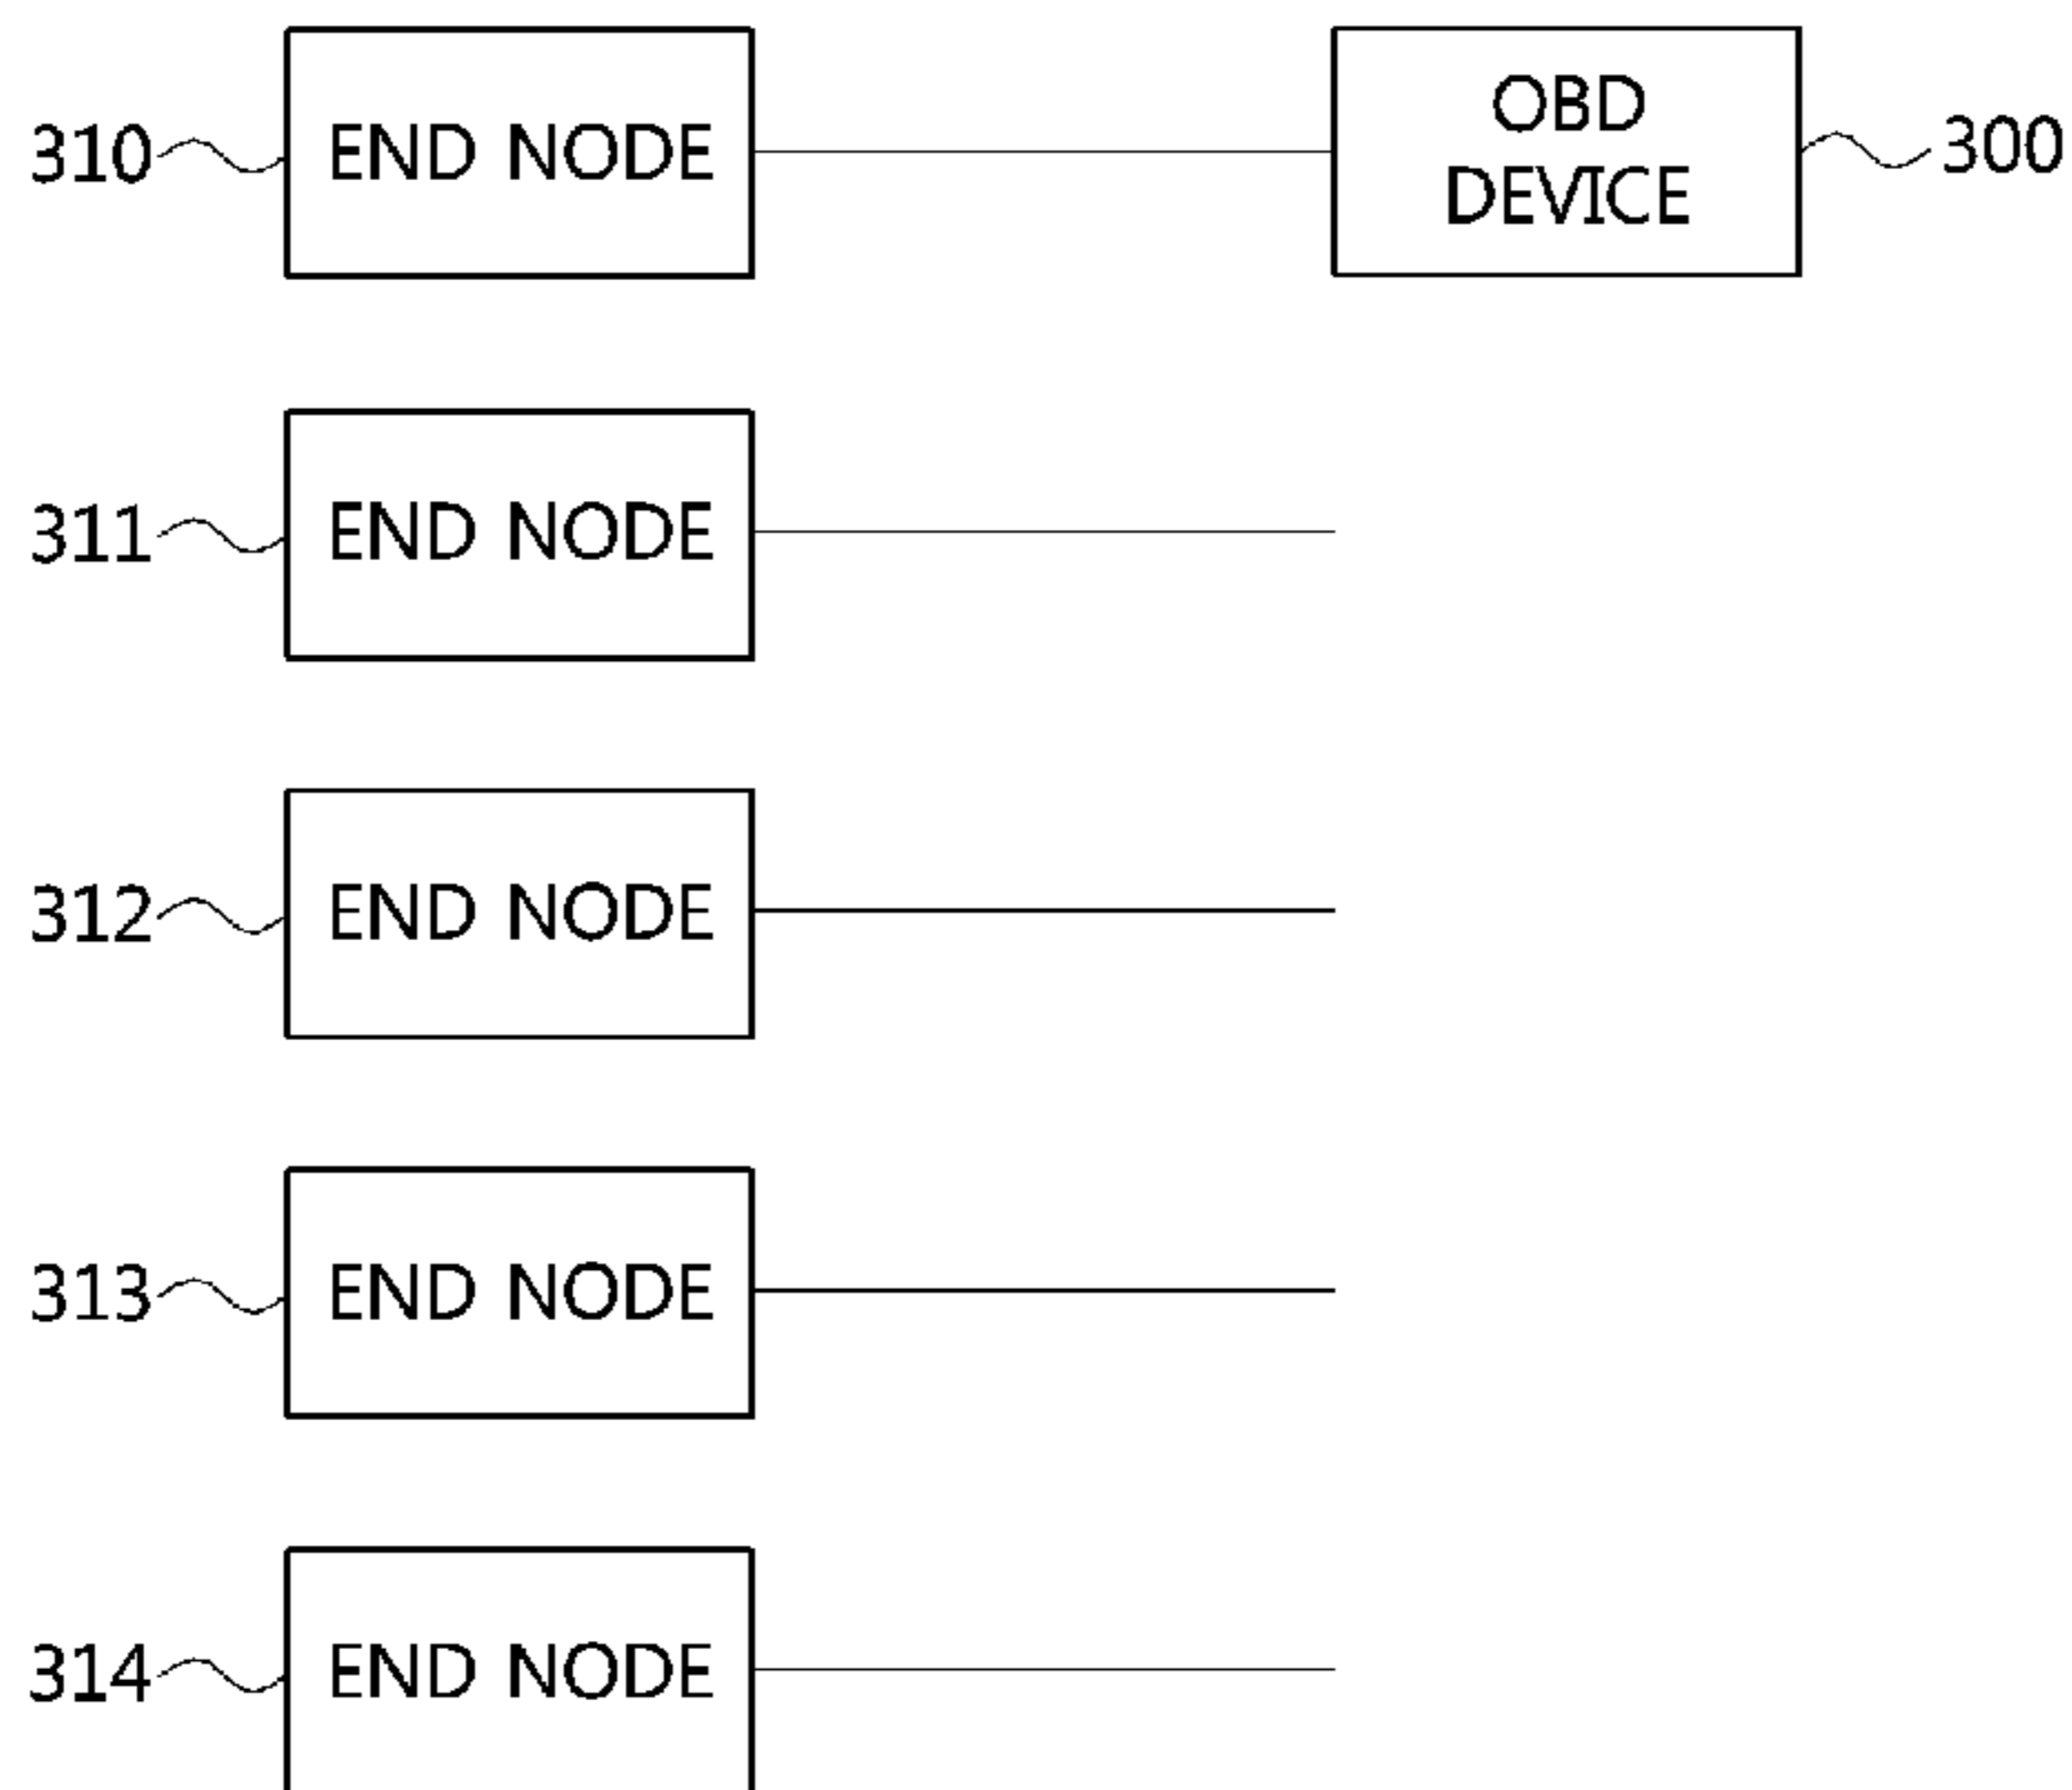 310 END NODE
OBD
DEVICE
300
311 END NODE
312 END NODE
313 END NODE
314 END NODE